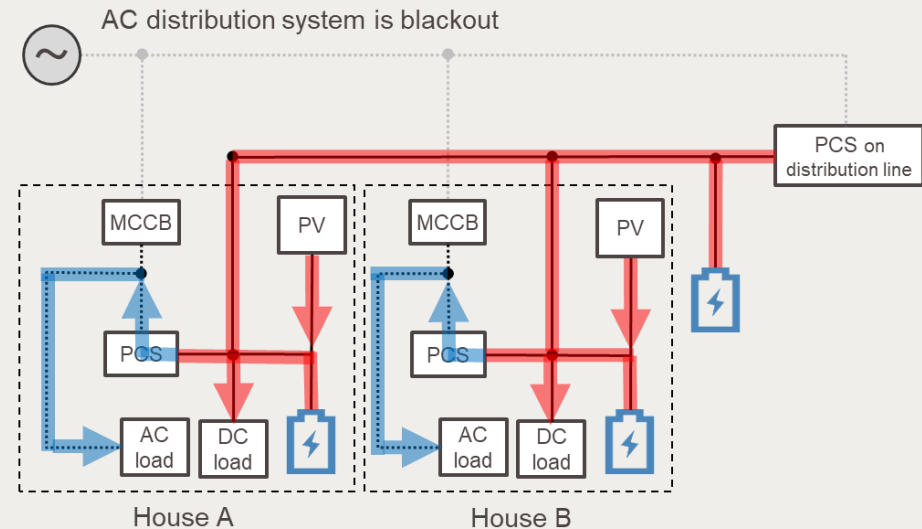 AC distribution system is blackout
PCS on
distribution line
MCCB
PV
MCCB
PV
PCS
PCS
AC
load
DC
load
AC
load
DC
load
House A
House B